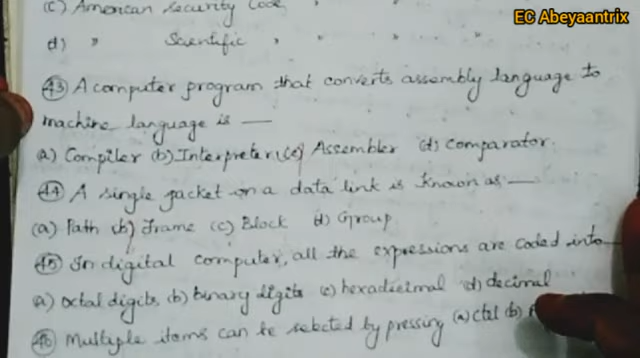 EC Abeyaantrix
(c) American Security Code
d) " Scientific " " "
(43) A computer program that converts assembly language to
machine language is —
(a) Compiler (b) Interpreter (c) Assembler (d) Comparator.
(44) A single packet on a data link is known as —
(a) Path (b) Frame (c) Block d) Group
(45) In digital computer, all the expressions are coded into
a) octal digits (b) binary digits (c) hexadecimal (d) decimal
(46) Multiple items can be selected by pressing (a) ctrl (b)